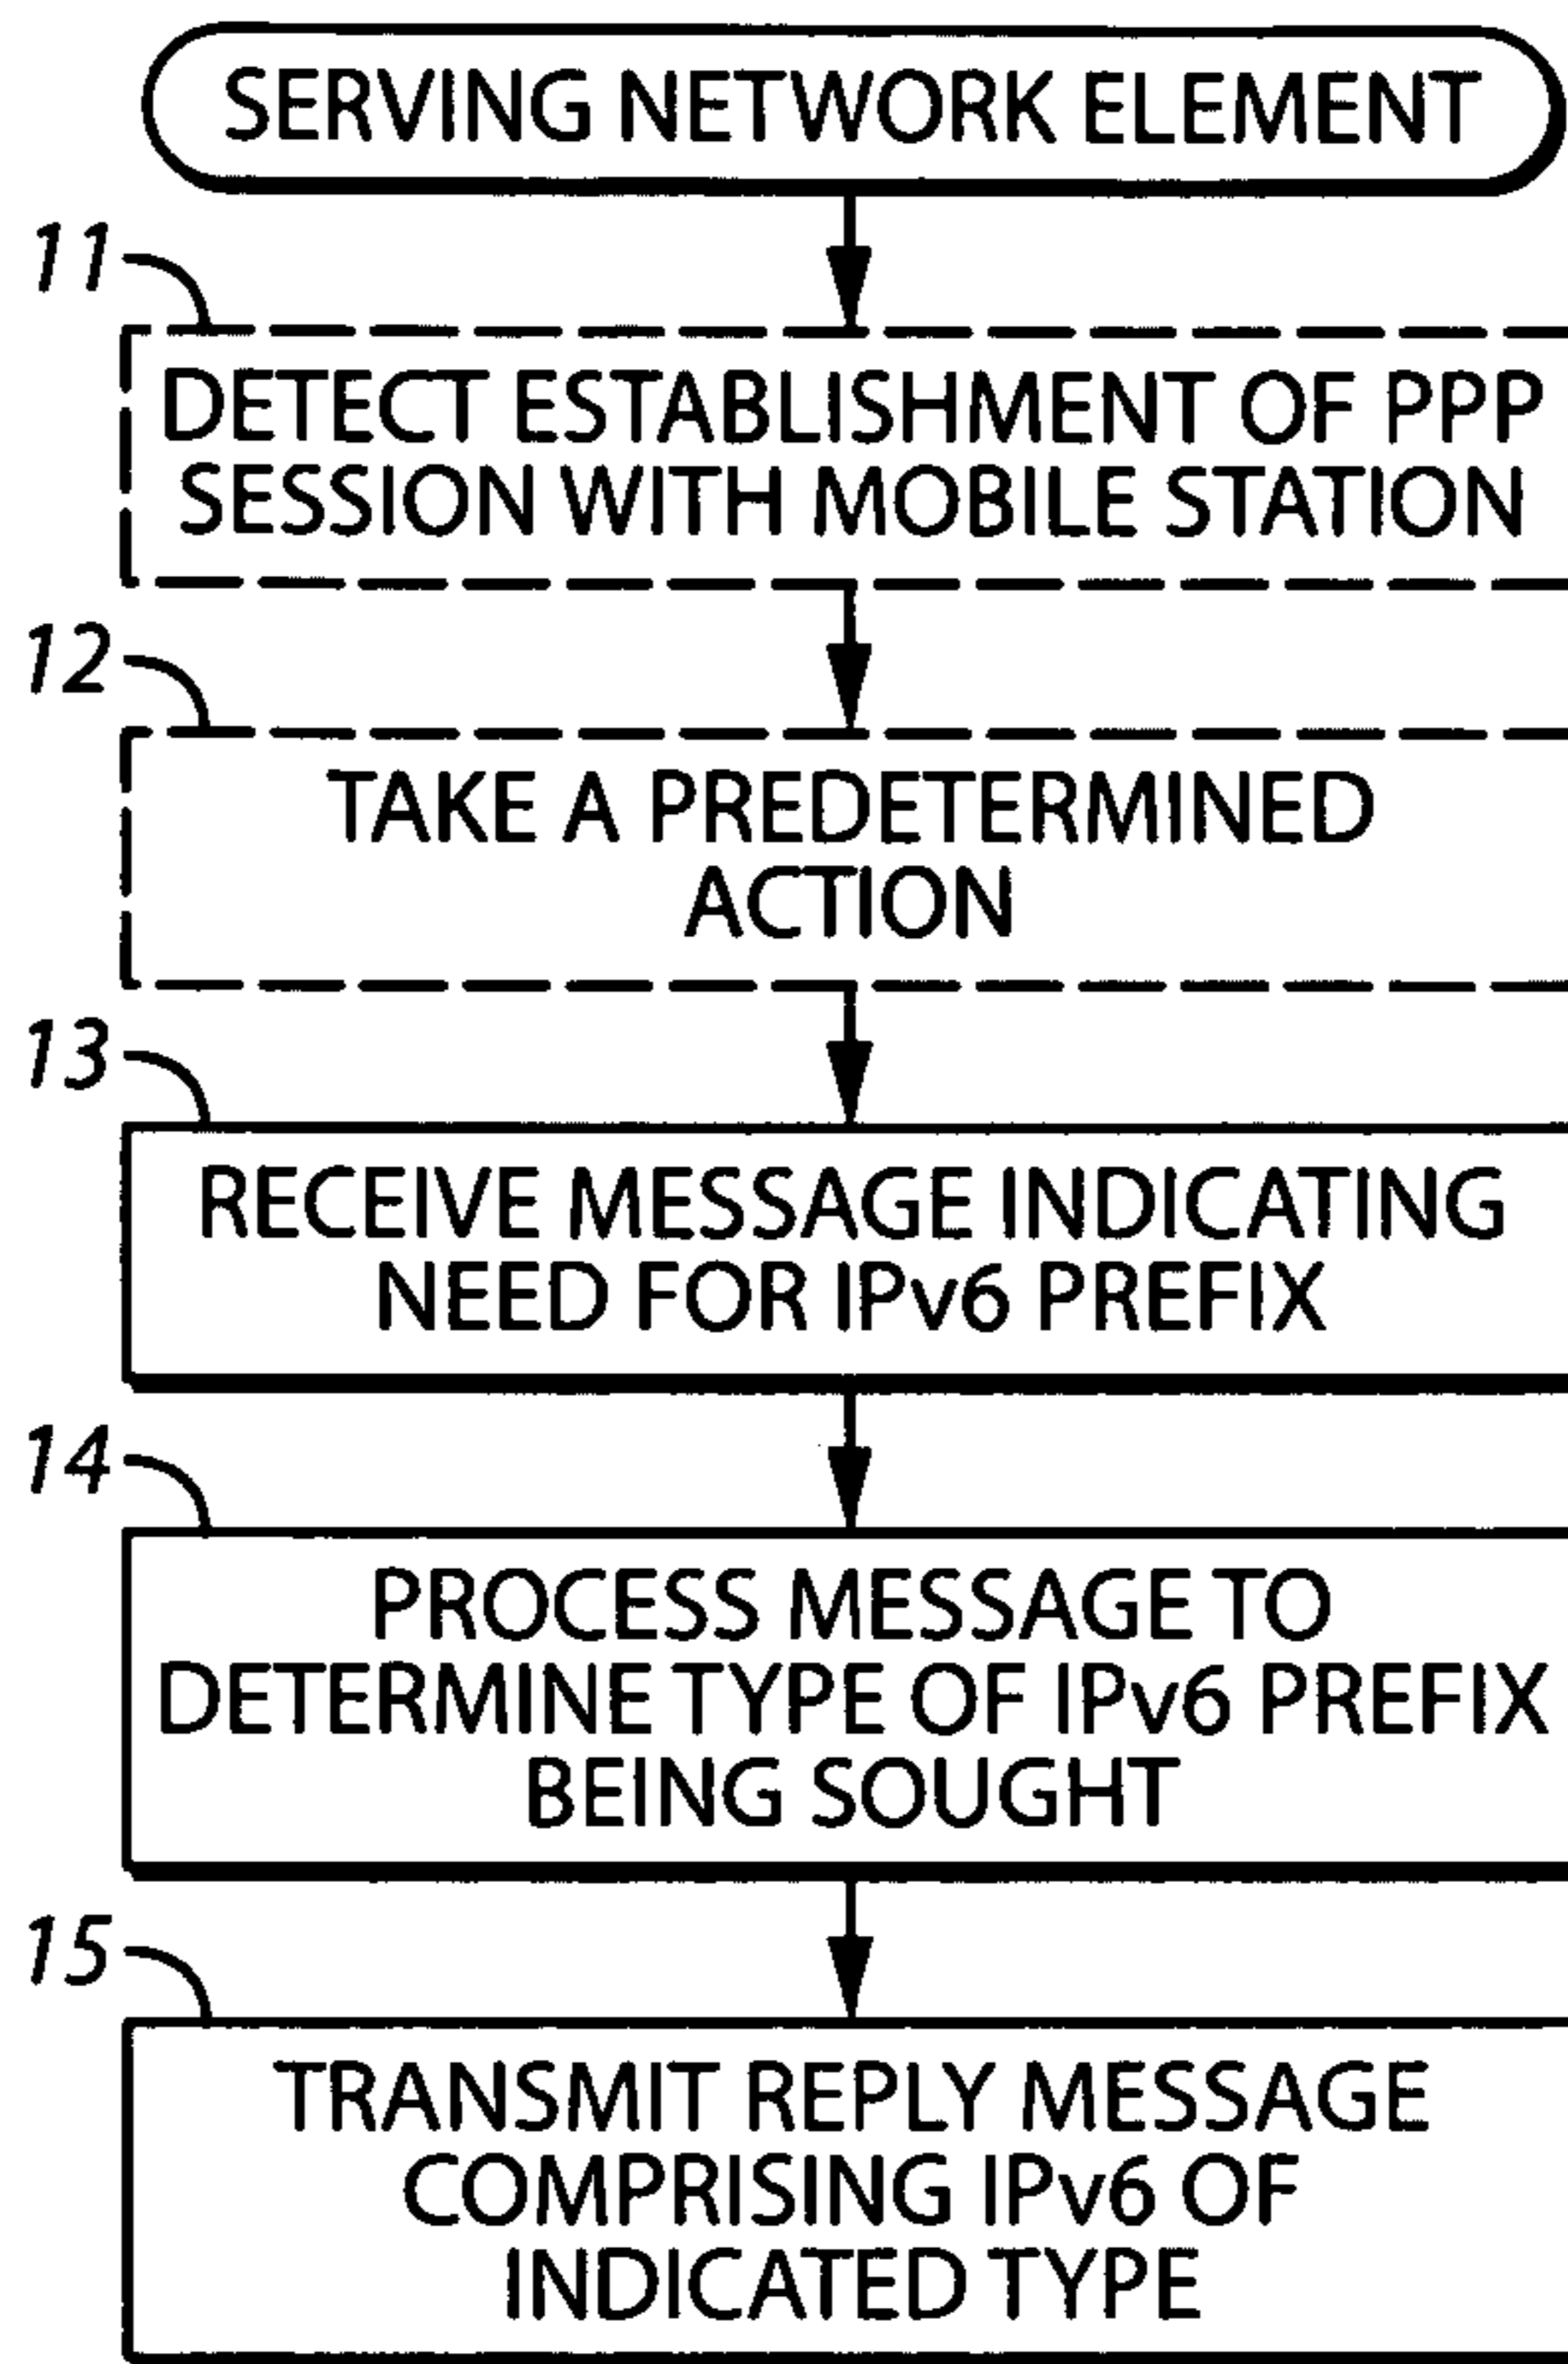 SERVING NETWORK ELEMENT
11
DETECT ESTABLISHMENT OF PPP
SESSION WITH MOBILE STATION
12
TAKE A PREDETERMINED
ACTION
13
RECEIVE MESSAGE INDICATING
NEED FOR IPv6 PREFIX
14
PROCESS MESSAGE TO
DETERMINE TYPE OF IPv6 PREFIX
BEING SOUGHT
15
TRANSMIT REPLY MESSAGE
COMPRISING IPv6 OF
INDICATED TYPE